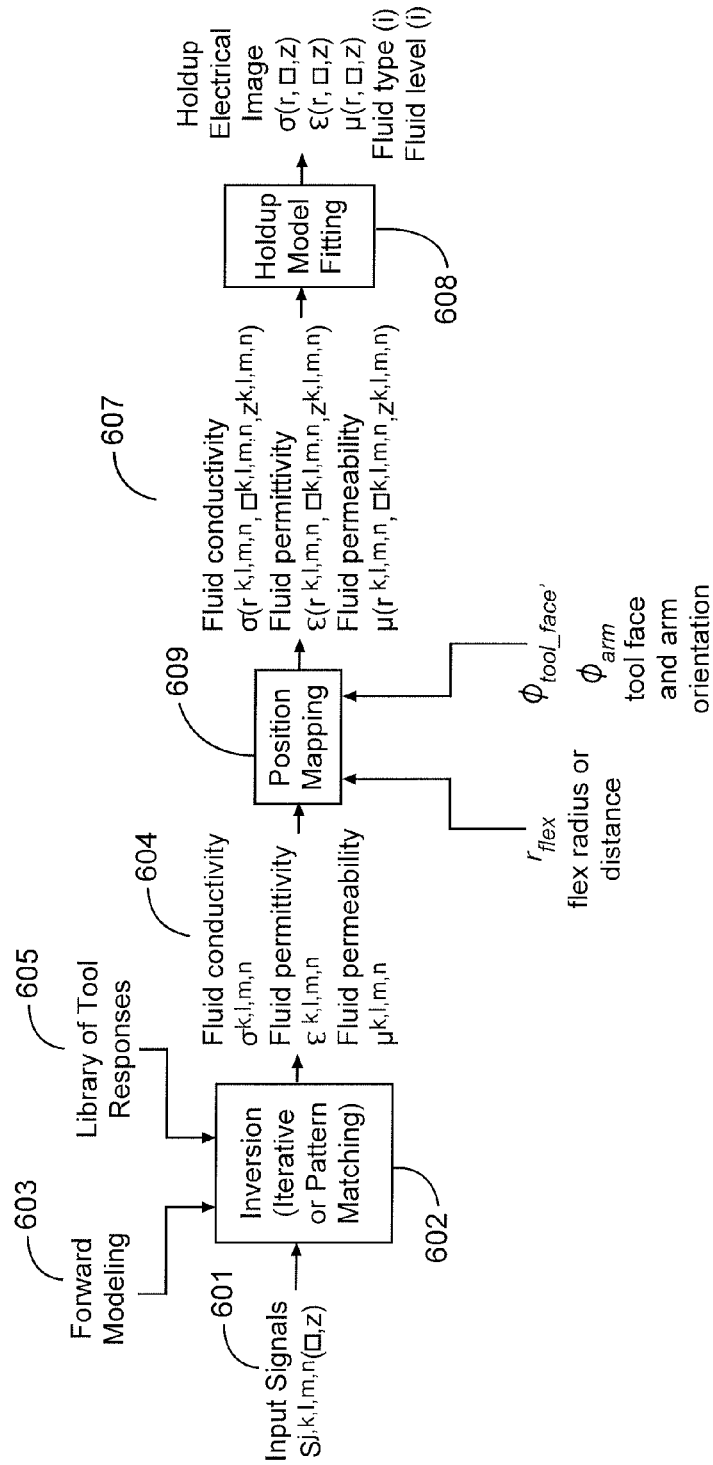 603
Forward
Modeling
605
Library of Tool
Responses
601
Input Signals
Sj,k,l,m,n(□,z)
Inversion
(Iterative
or Pattern
Matching)
602
604
Fluid conductivity
σk,l,m,n
Fluid permittivity
ε k,l,m,n
Fluid permeability
μk,l,m,n
609
Position
Mapping
rflex
flex radius or
distance
ϕtool_face'
ϕarm
tool face
and arm
orientation
607
Fluid conductivity
σ(r k,l,m,n, □k,l,m,n,zk,l,m,n)
Fluid permittivity
ε(r k,l,m,n, □k,l,m,n,zk,l,m,n)
Fluid permeability
μ(r k,l,m,n, □k,l,m,n,zk,l,m,n)
Holdup
Model
Fitting
608
Holdup
Electrical
Image
σ(r, □,z)
ε(r, □,z)
μ(r, □,z)
Fluid type (i)
Fluid level (i)